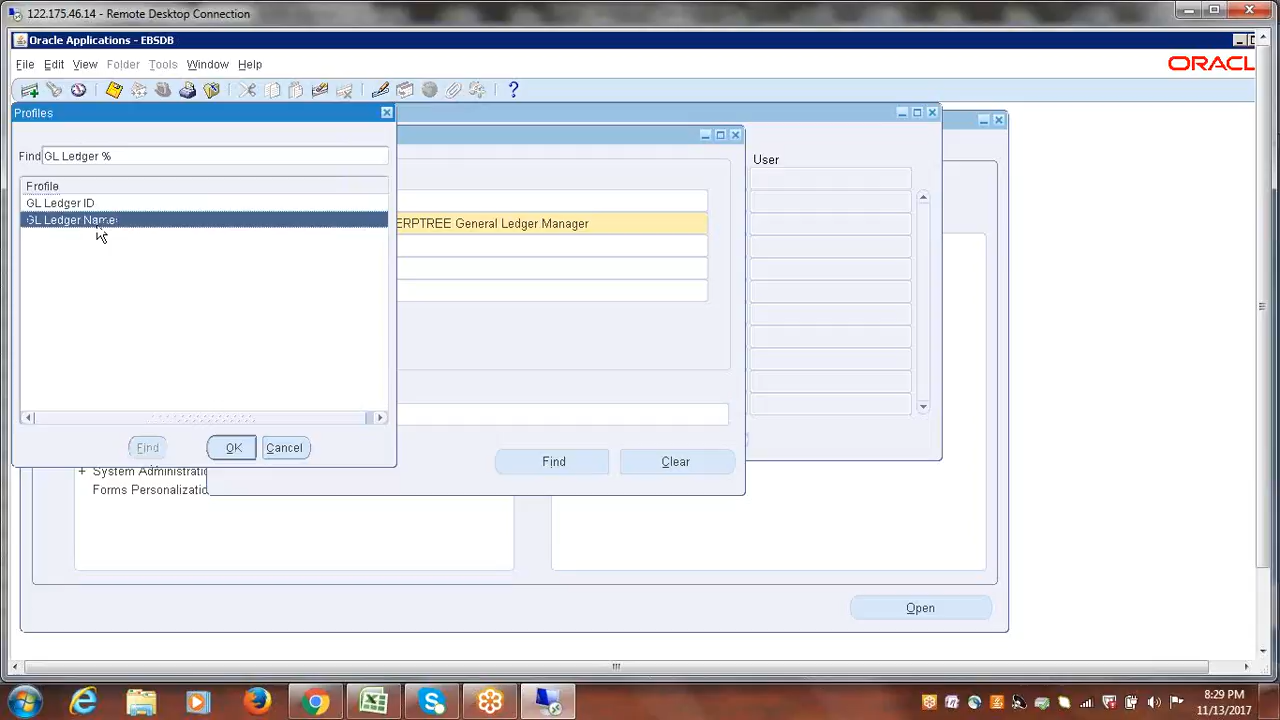 122.175.46.14 - Remote Desktop Connection
Oracle Applications - EBSDB
File Edit View Folder Tools Window Help
ORACL
Profiles
Find GL Ledger %
User
Profile
GL Ledger ID
GL Ledger Name
ERPTREE General Ledger Manager
Find OK Cancel
Find Clear
+ System Administratio
Forms Personalizatio
Open
8:29 PM
11/13/2017